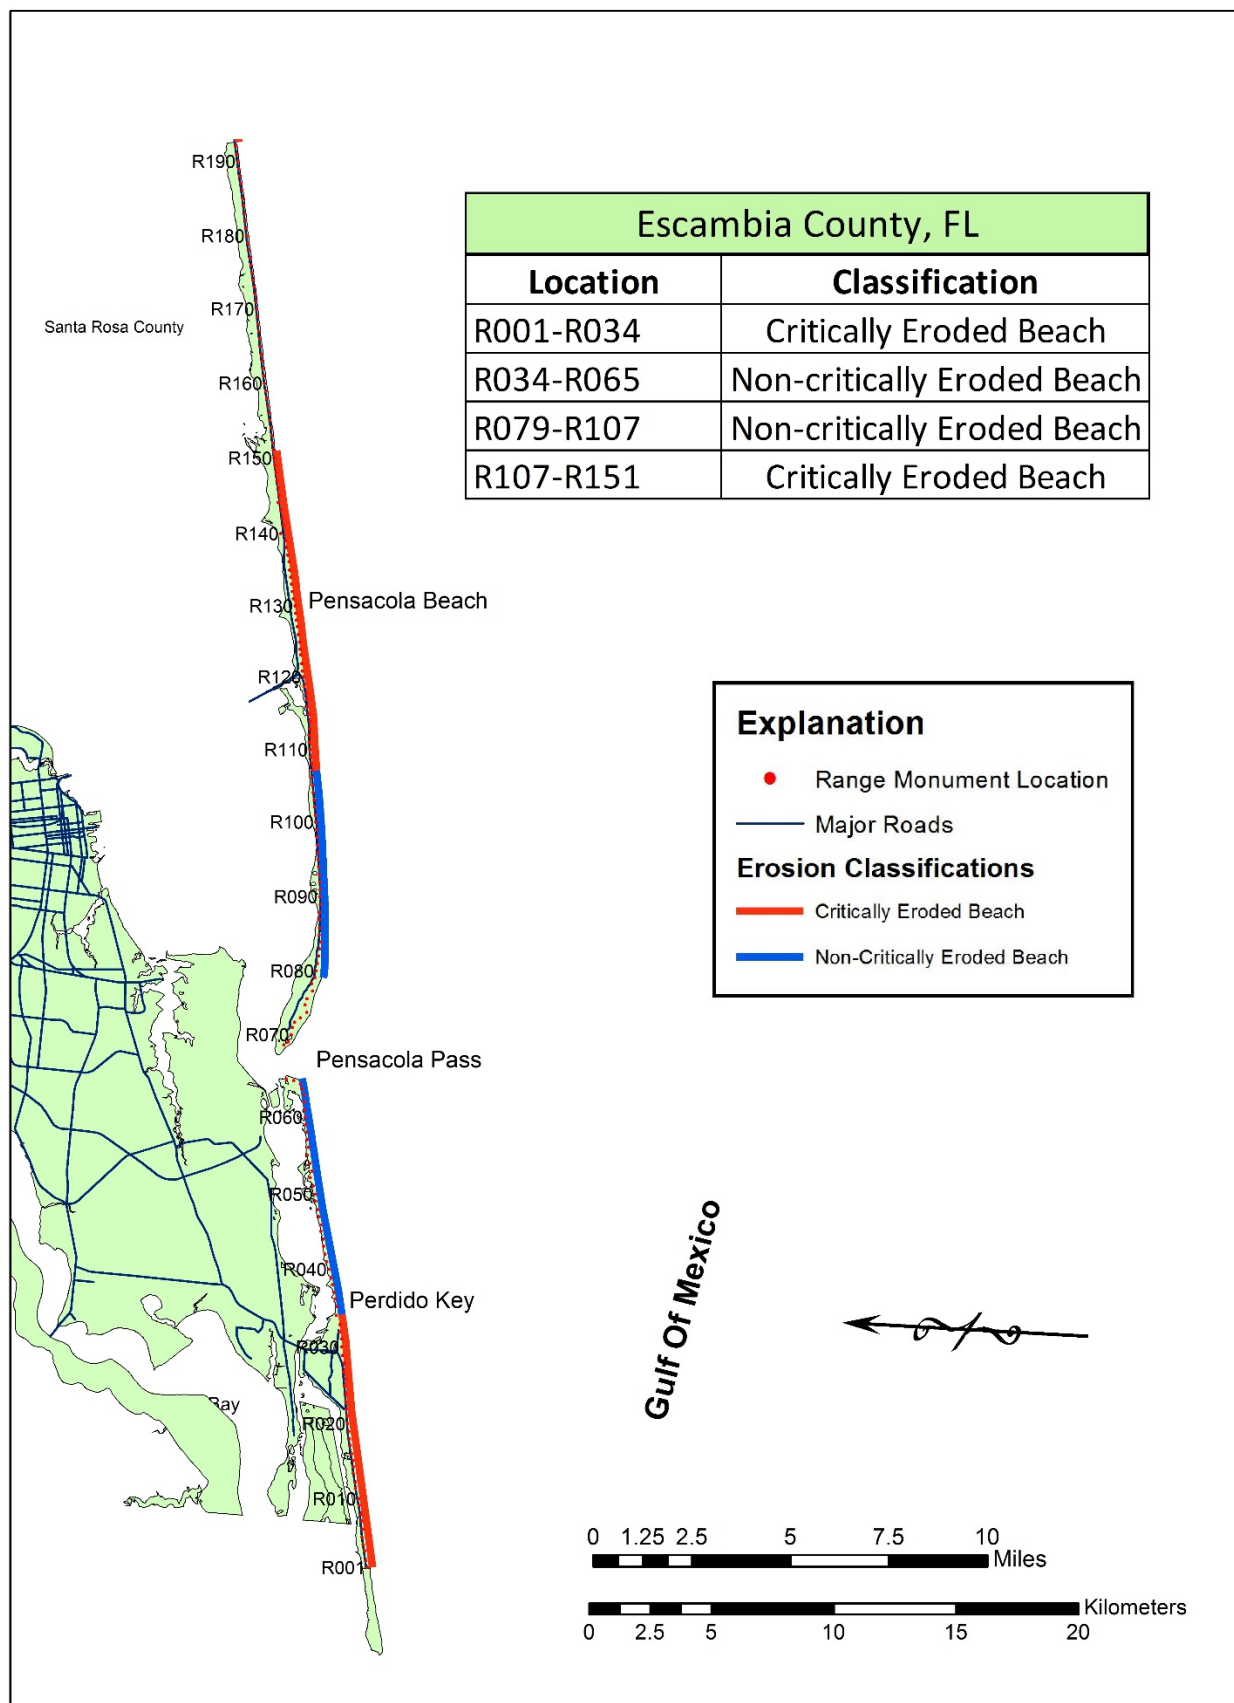 R190
R180
R170
Santa Rosa County
R160
R150
R140
R130
Pensacola Beach
R120
R110
R100
R090
R080
R070
Pensacola Pass
R060
R050
R040
Perdido Key
R030
Bay
R020
R010
R001
Escambia County, FL
Location Classification
R001-R034 Critically Eroded Beach
R034-R065 Non-critically Eroded Beach
R079-R107 Non-critically Eroded Beach
R107-R151 Critically Eroded Beach
Explanation
Range Monument Location
Major Roads
Erosion Classifications
Critically Eroded Beach
Non-Critically Eroded Beach
Gulf Of Mexico
N
0 1.25 2.5 5 7.5 10
Miles
Kilometers
0 2.5 5 10 15 20